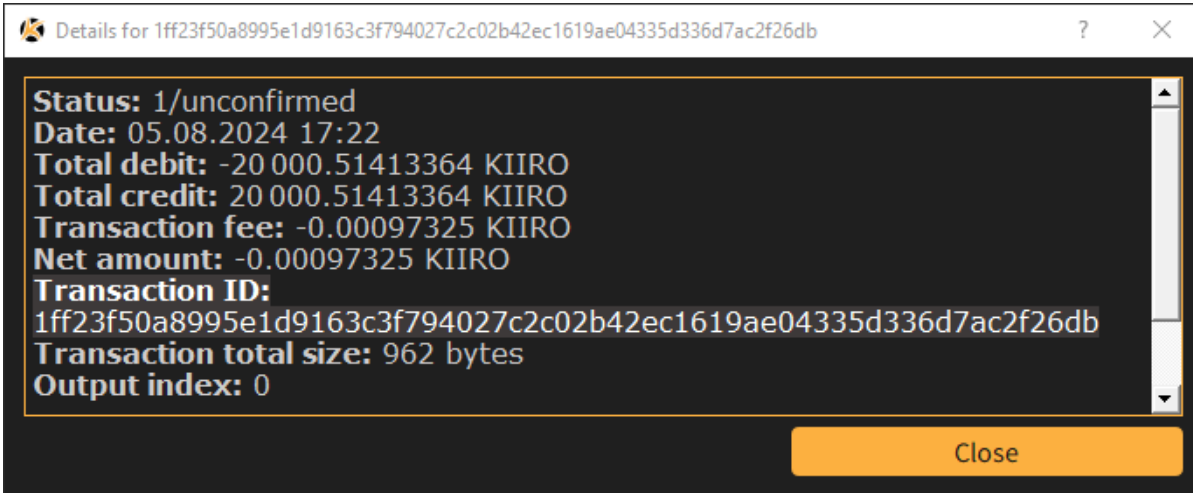 Details for 1ff23f50a8995e1d9163c3f794027c2c02b42ec1619ae04335d336d7ac2f26db
?
Status: 1/unconfirmed
Date: 05.08.2024 17:22
Total debit: -20 000.51413364 KIIRO
Total credit: 20 000.51413364 KIIRO
Transaction fee: -0.00097325 KIIRO
Net amount: -0.00097325 KIIRO
Transaction ID:
1ff23f50a8995e1d9163c3f794027c2c02b42ec1619ae04335d336d7ac2f26db
Transaction total size: 962 bytes
Output index: 0
Close